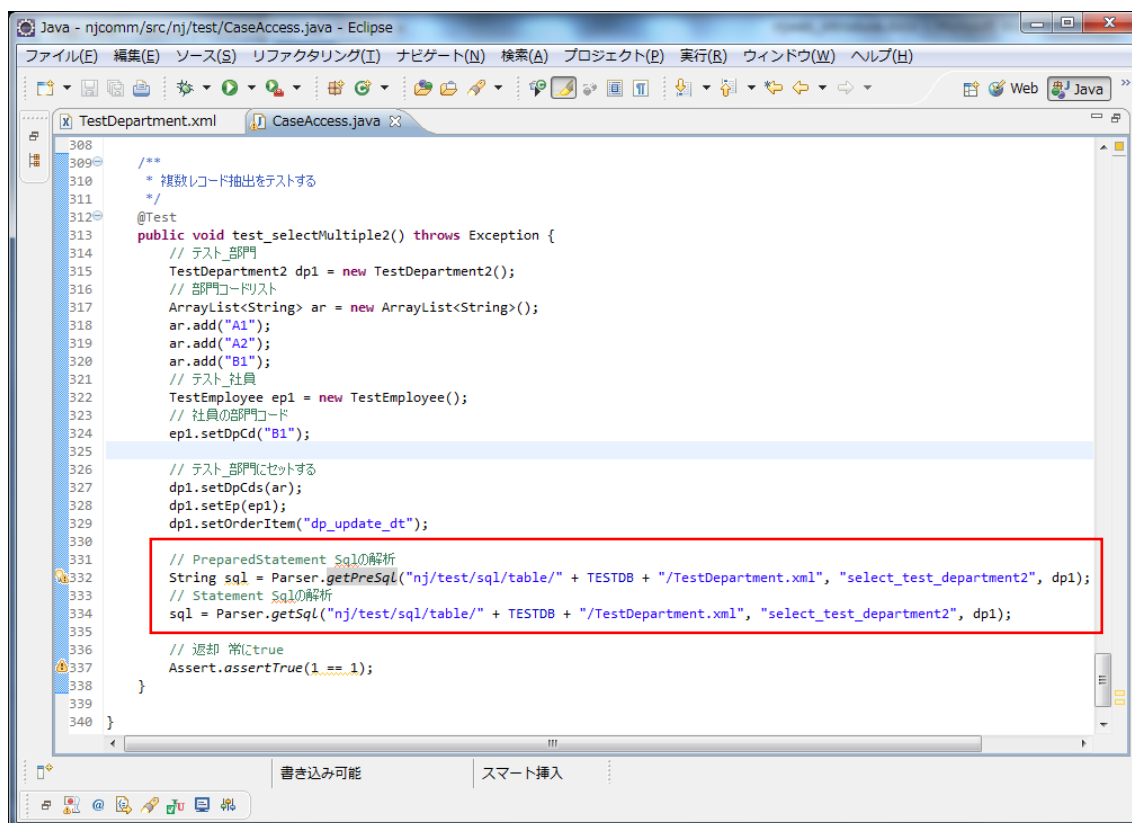 Java - njcomm/src/nj/test/CaseAccess.java - Eclipse
ファイル(F) 編集(E) ソース(S) リファクタリング(T) ナビゲート(N) 検索(A) プロジェクト(P) 実行(R) ウィンドウ(W) ヘルプ(H)
Web Java
TestDepartment.xml CaseAccess.java
308
309 /**
310 * 複数レコード抽出をテストする
311 */
312 @Test
313 public void test_selectMultiple2() throws Exception {
314 // テスト_部門
315 TestDepartment2 dp1 = new TestDepartment2();
316 // 部門コードリスト
317 ArrayList<String> ar = new ArrayList<String>();
318 ar.add("A1");
319 ar.add("A2");
320 ar.add("B1");
321 // テスト_社員
322 TestEmployee ep1 = new TestEmployee();
323 // 社員の部門コード
324 ep1.setDpCd("B1");
325
326 // テスト_部門にセットする
327 dp1.setDpCds(ar);
328 dp1.setEp(ep1);
329 dp1.setOrderItem("dp_update_dt");
330
331 // PreparedStatement Sqlの解析
332 String sql = Parser.getPreSql("nj/test/sql/table/" + TESTDB + "/TestDepartment.xml", "select_test_department2", dp1);
333 // Statement Sqlの解析
334 sql = Parser.getSql("nj/test/sql/table/" + TESTDB + "/TestDepartment.xml", "select_test_department2", dp1);
335
336 // 返却 常にtrue
337 Assert.assertTrue(1 == 1);
338 }
339
340 }
書き込み可能 スマート挿入